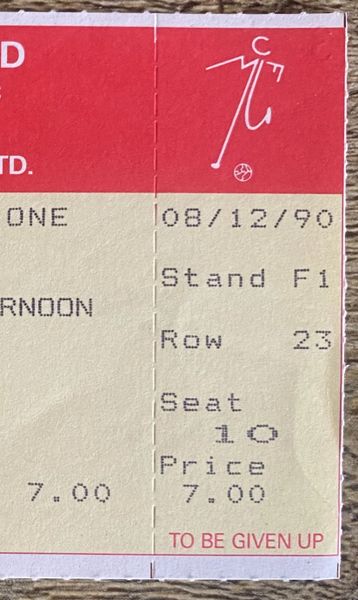 D
TD.
ONE
RNOON
7.00
08/12/90
Stand F1
Row 23
Seat
10
Price
7.00
TO BE GIVEN UP